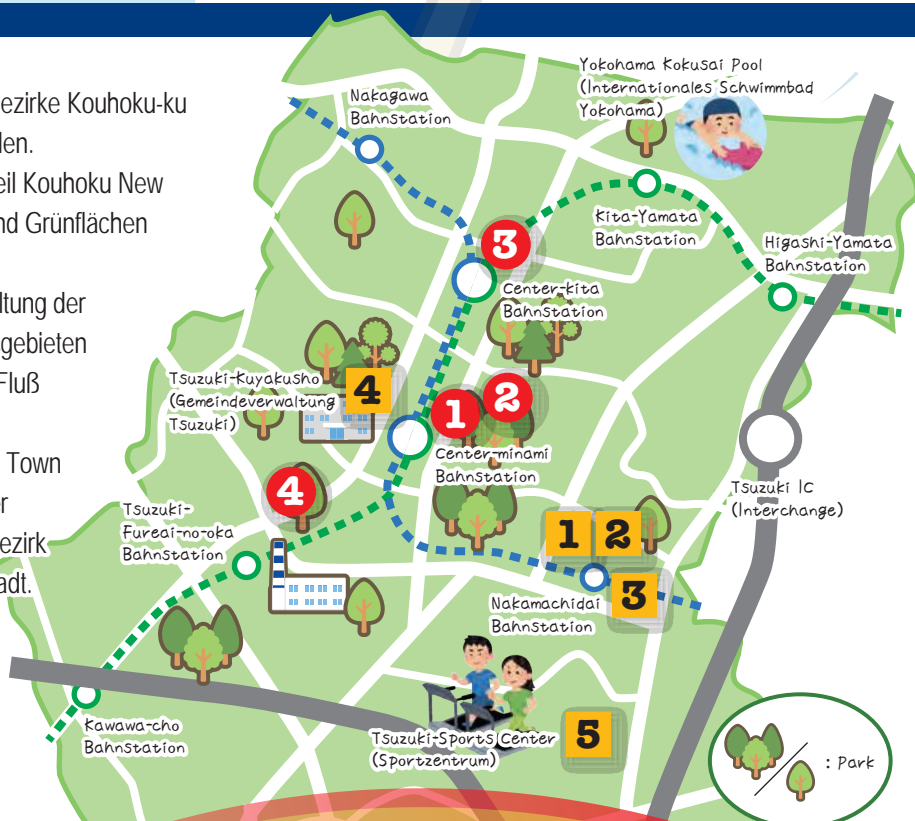 ezirke Kouhoku-ku
den.
eil Kouhoku New
nd Grünflächen
ltung der
gebieten
Fluß
Town
er
ezirk
adt.
Yokohama Kokusai Pool
(Internationales Schwimmbad
Yokohama)
Nakagawa
Bahnstation
Kita-Yamata
Bahnstation
Higashi-Yamata
Bahnstation
3
Center-kita
Bahnstation
Tsuzuki-Kuyakusho
(Gemeindeverwaltung
Tsuzuki)
4
1
2
Center-minami
Bahnstation
4
Tsuzuki-
Fureai-no-oka
Bahnstation
Tsuzuki IC
(Interchange)
1
2
3
Nakamachidai
Bahnstation
Kawawa-cho
Bahnstation
Tsuzuki-Sports Center
(Sportzentrum)
5
: Park